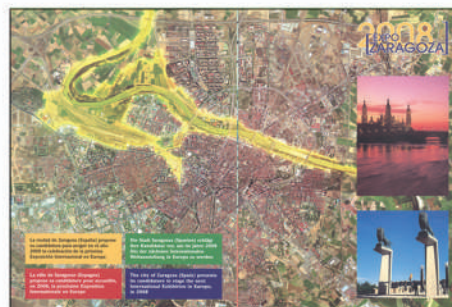 2008
EXPO
ZARAGOZA
La ciudad de Zaragoza (España) propone
su candidatura para acoger en el año
2008 la celebración de la próxima
Exposición Internacional en Europa
Die Stadt Saragossa (Spanien) schlägt
ihre Kandidatur vor, um im Jahre 2008
Sitz der nächsten Internationalen
Weltausstellung in Europa zu werden
La ville de Saragosse (Espagne)
propose sa candidature pour accueillir,
en 2008, la prochaine Exposition
Internationale en Europe
The city of Zaragoza (Spain) presents
its candidature to stage the next
International Exhibition in Europe,
in 2008